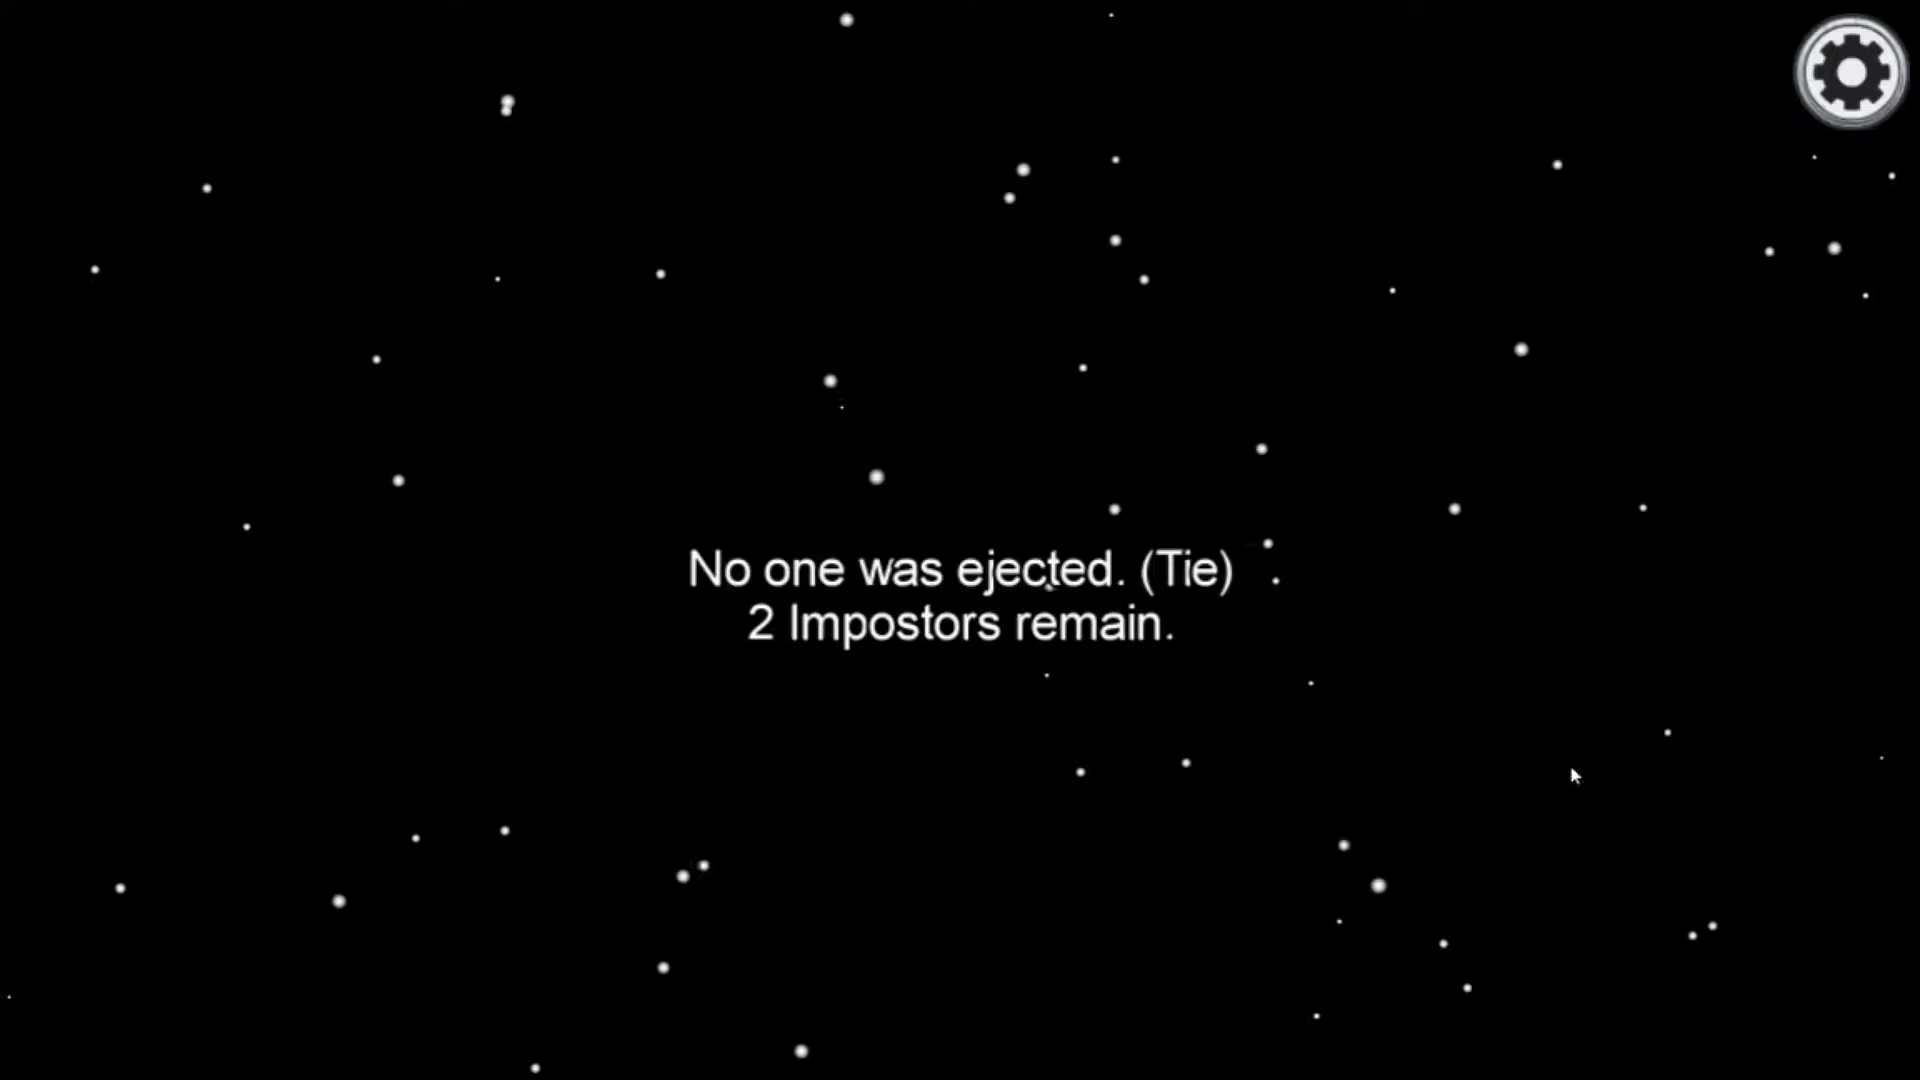 No one was ejected. (Tie)
2 Impostors remain.